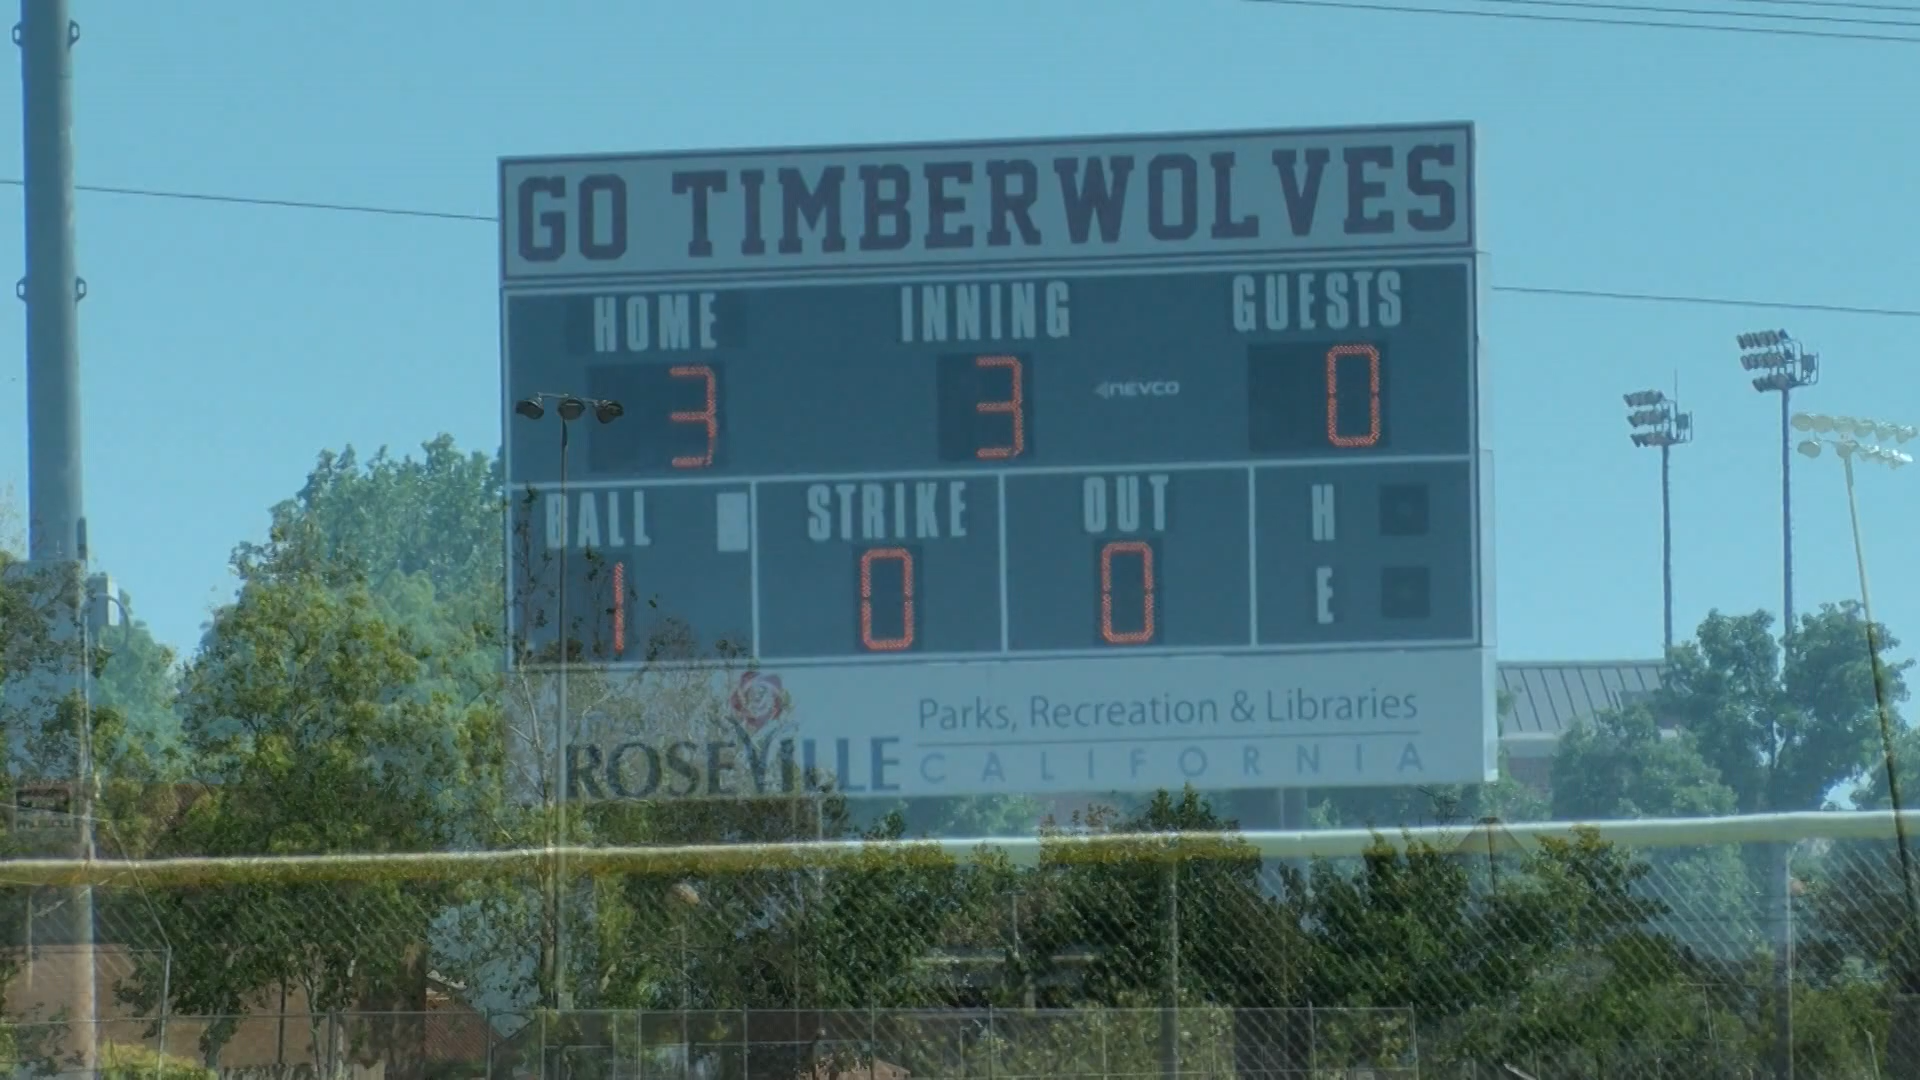 GO TIMBERWOLVES
HOME INNING GUESTS
3 3 NEVCO 0
BALL H STRIKE OUT H
1 0 0 E
ROSEVILLE Parks, Recreation & Libraries
CALIFORNIA